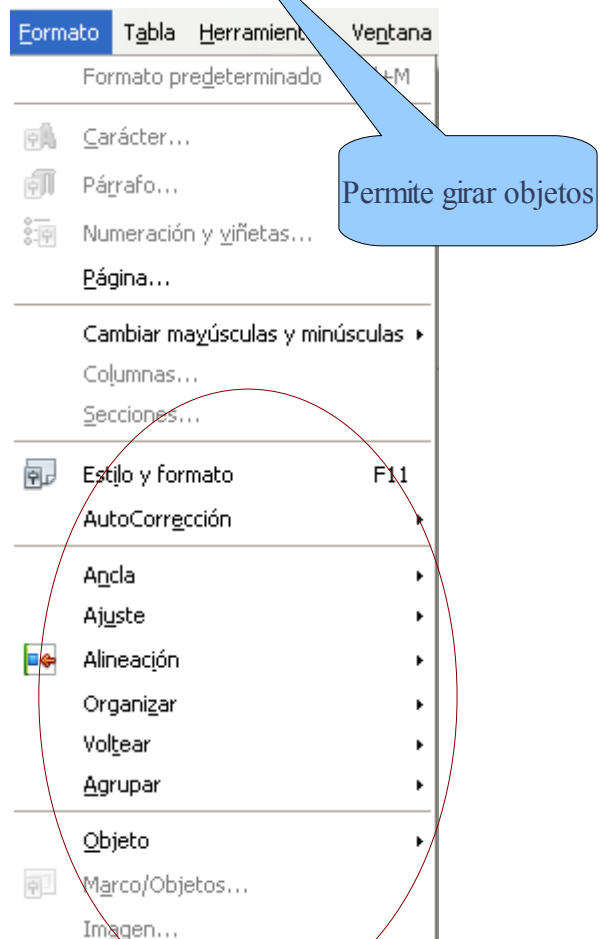 Formato Tabla Herramient Ventana
Formato predeterminado +M
Carácter...
Párrafo...
Numeración y viñetas...
Permite girar objetos
Página...
Cambiar mayúsculas y minúsculas
Columnas...
Secciones...
Estilo y formato F11
AutoCorrección
Ancla
Ajuste
Alineación
Organizar
Voltear
Agrupar
Objeto
Marco/Objetos...
Imagen...